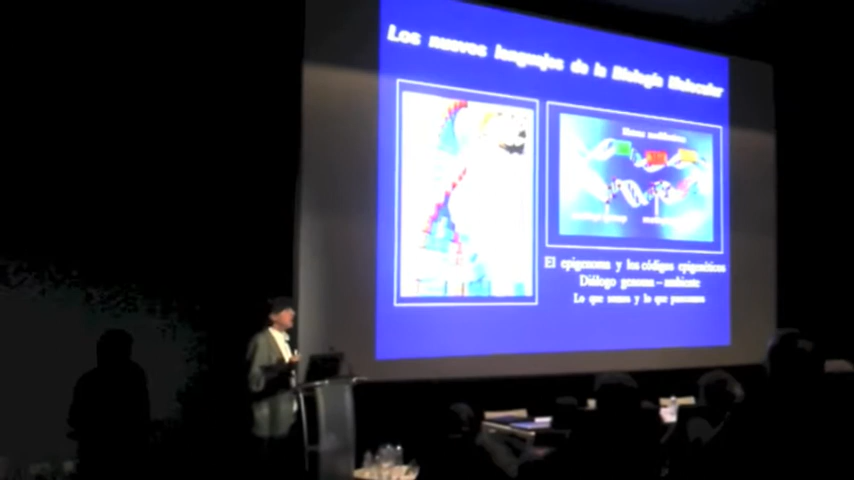 Los nuevos lenguajes de la Biología Molecular
El epigenoma y los códigos epigenéticos
Diálogo genoma – ambiente
Lo que somos y lo que